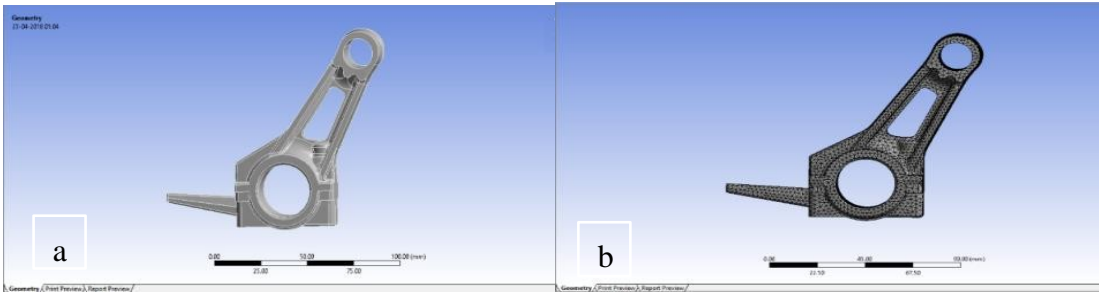 Geometry
a
0.00 50.00 100.00 (mm)
25.00 75.00
Geometry Print Preview Report Preview
b
0.00 45.00 90.00 (mm)
22.50 67.50
Geometry Print Preview Report Preview